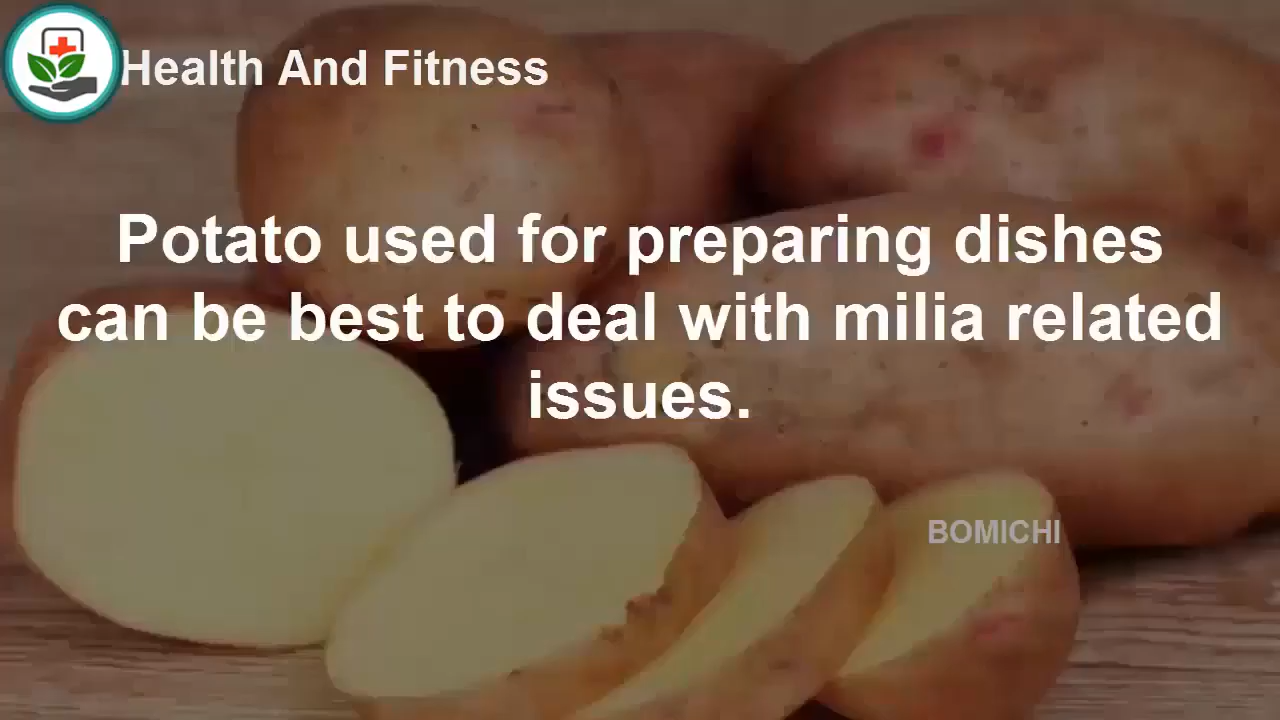 Health And Fitness
Potato used for preparing dishes
can be best to deal with milia related
issues.
BOMICHI